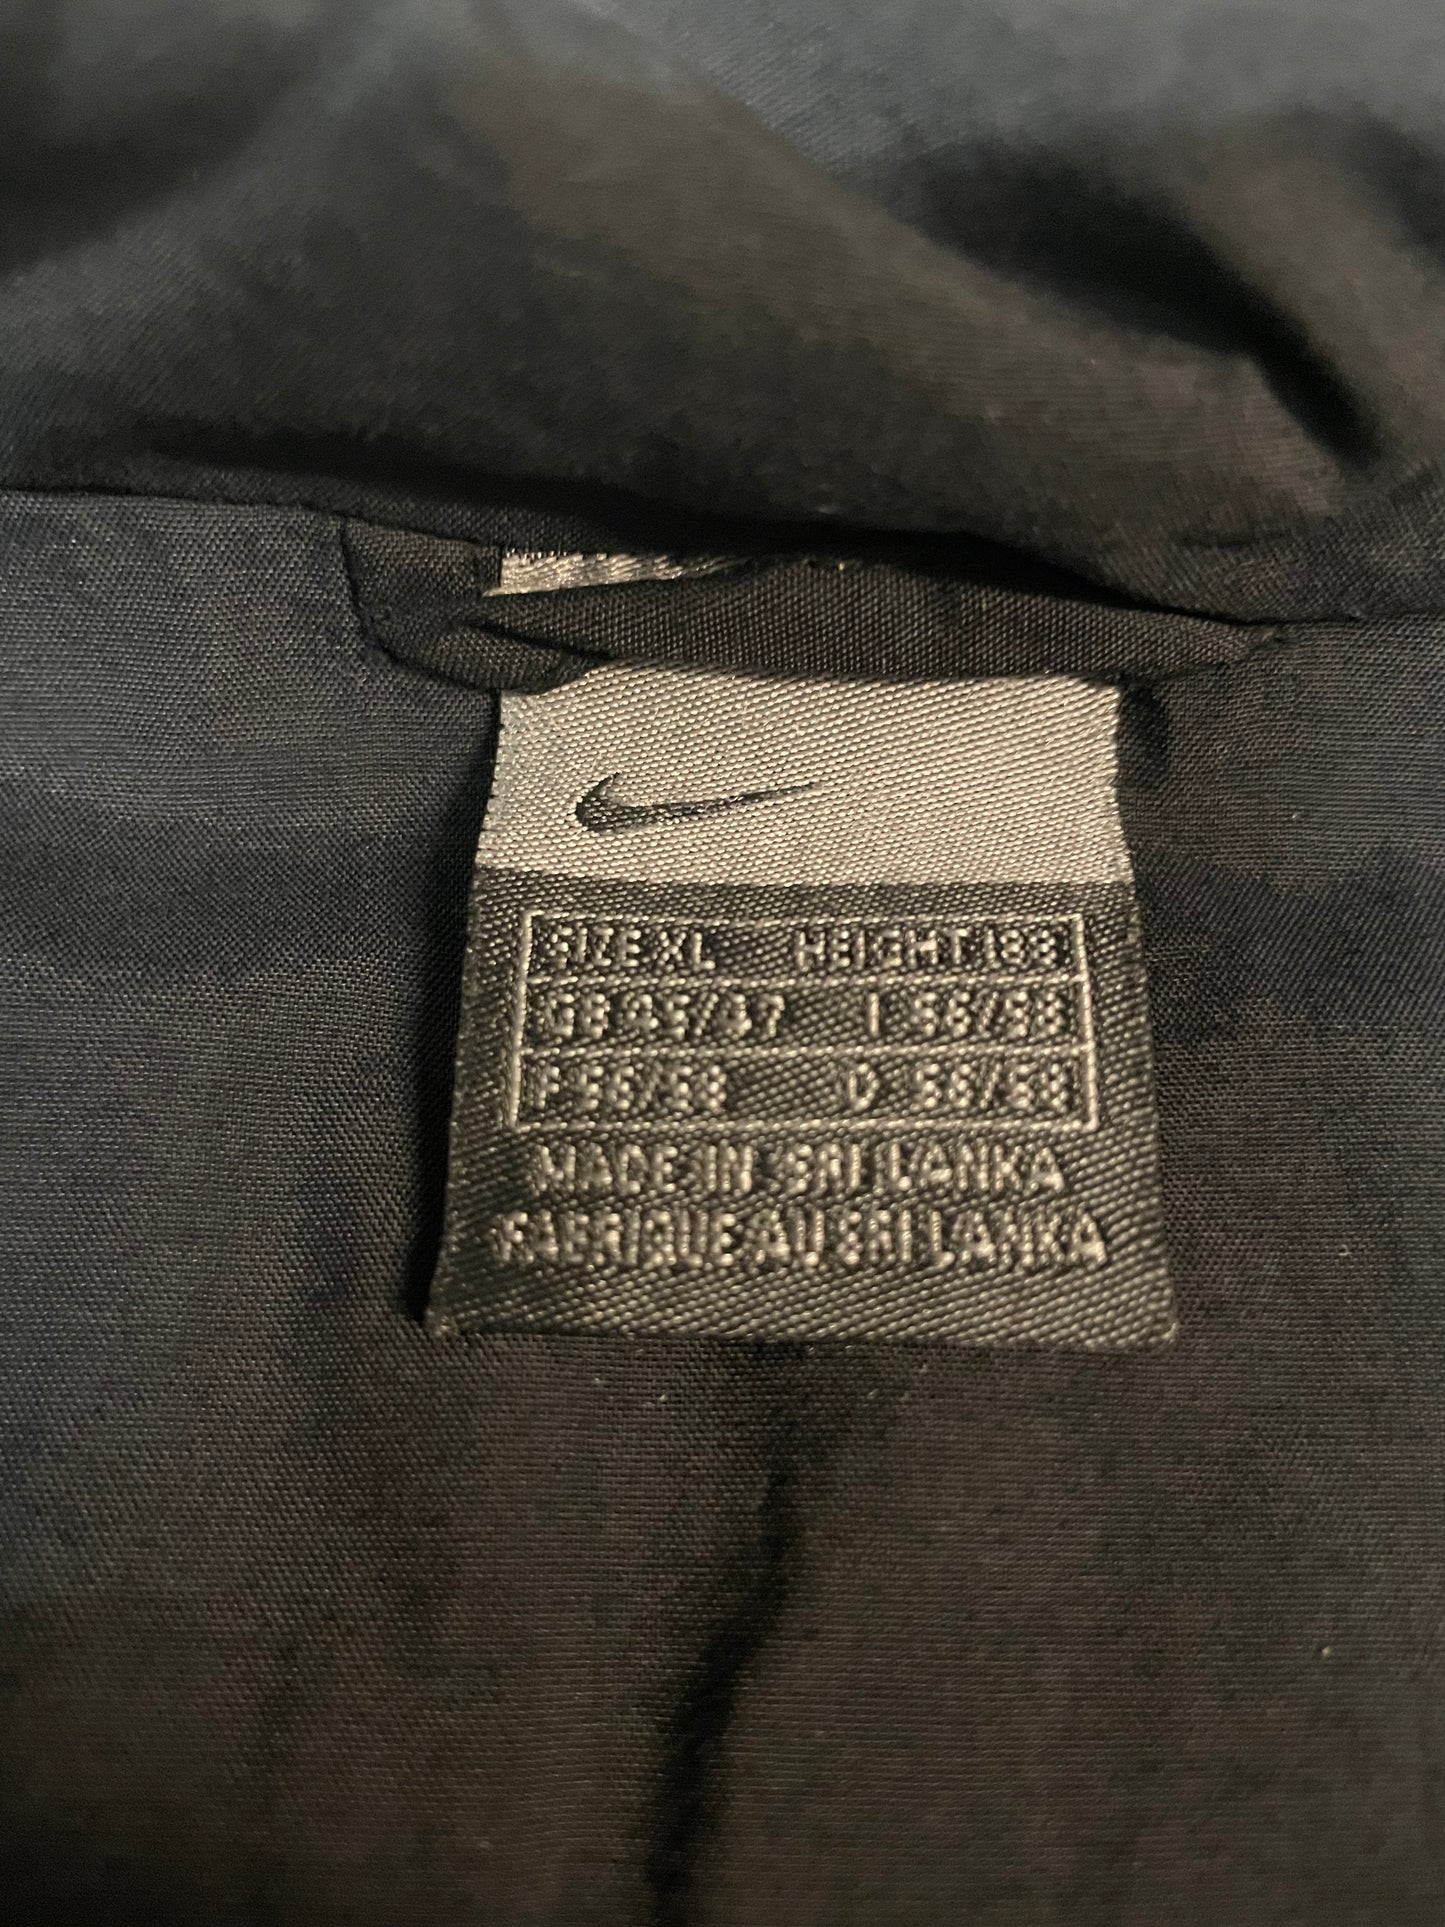 SIZE XL HEIGHT 188
GB 45/47 I 56/58
F 56/58 D 56/58
MADE IN SRI LANKA
FABRIQUE AU SRI LANKA